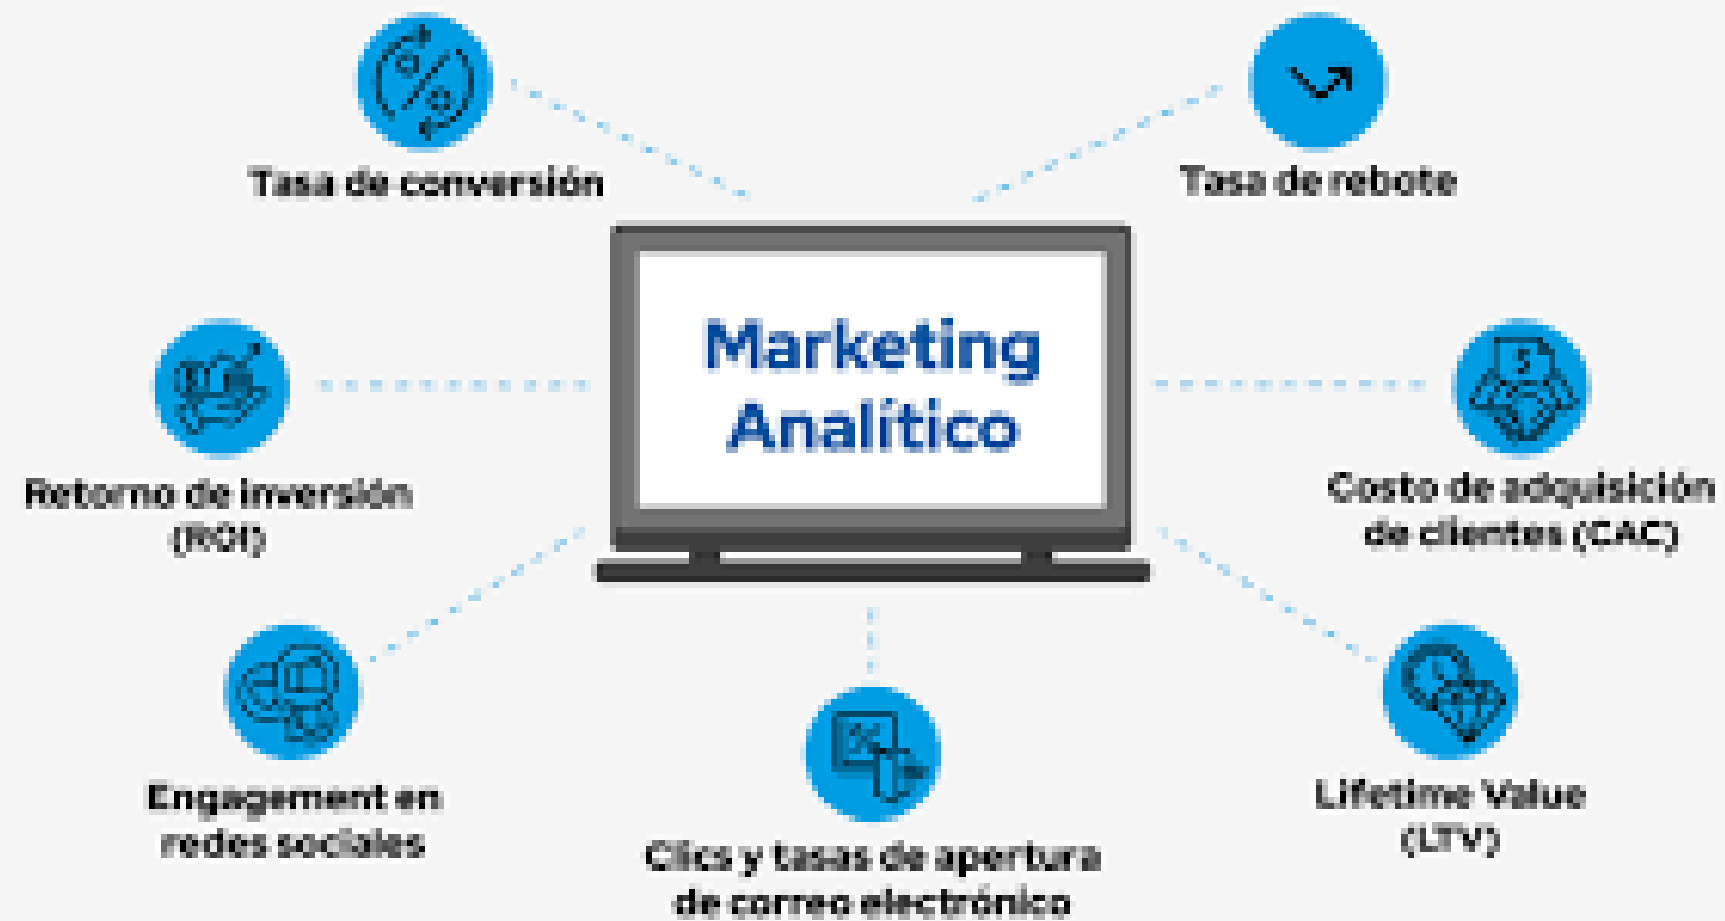 Tasa de conversión
Tasa de rebote
Marketing
Analítico
Retorno de inversión
(ROI)
Costo de adquisición
de clientes (CAC)
Engagement en
redes sociales
Clics y tasas de apertura
de correo electrónico
Lifetime Value
(LTV)